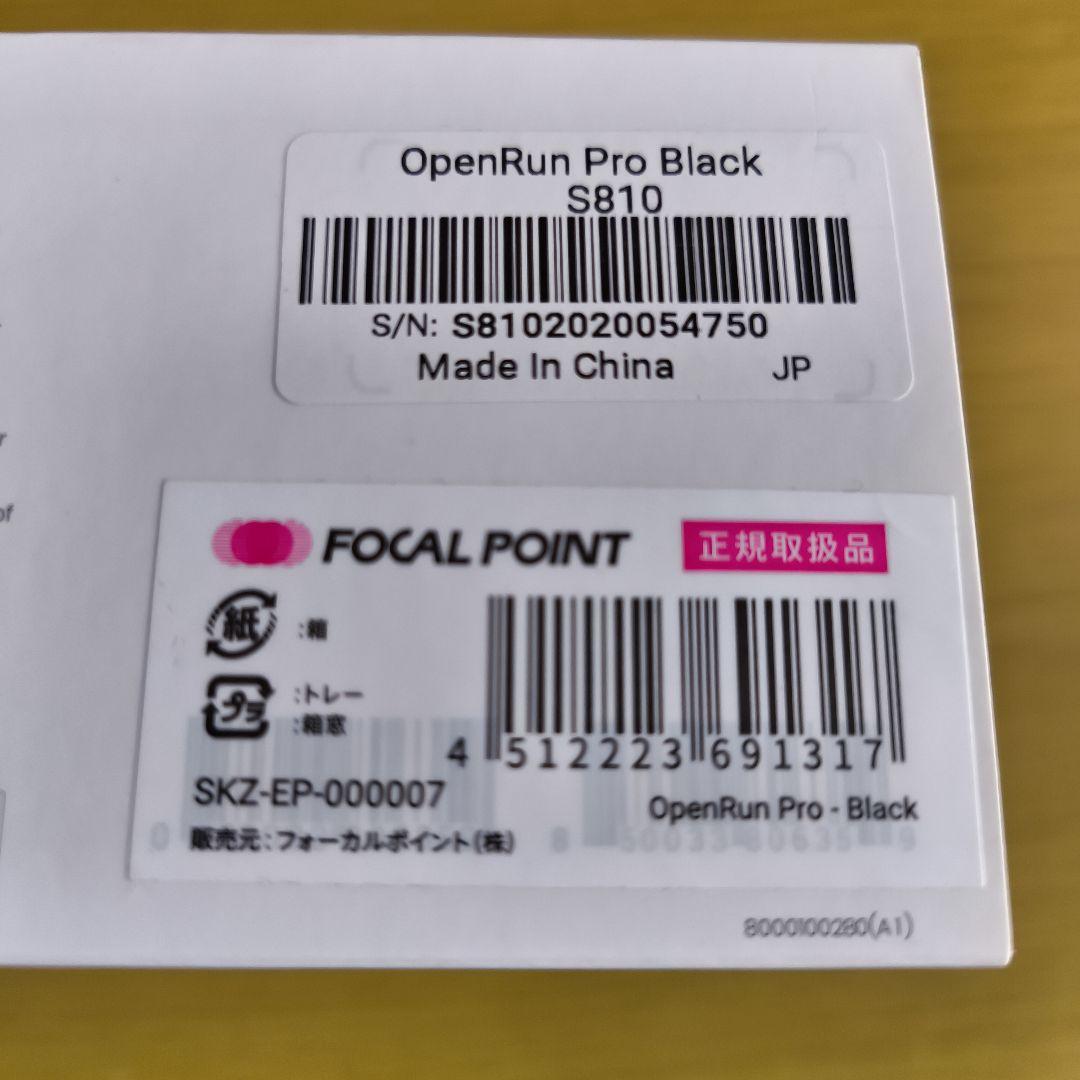 OpenRun Pro Black
S810
S/N: S8102020054750
Made In China JP
r
of
FOCAL POINT 正規取扱品
紙 :箱
プラ :トレー
:箱窓
4 512223 691317
SKZ-EP-000007
OpenRun Pro - Black
販売元:フォーカルポイント(株)
8000100280(A1)